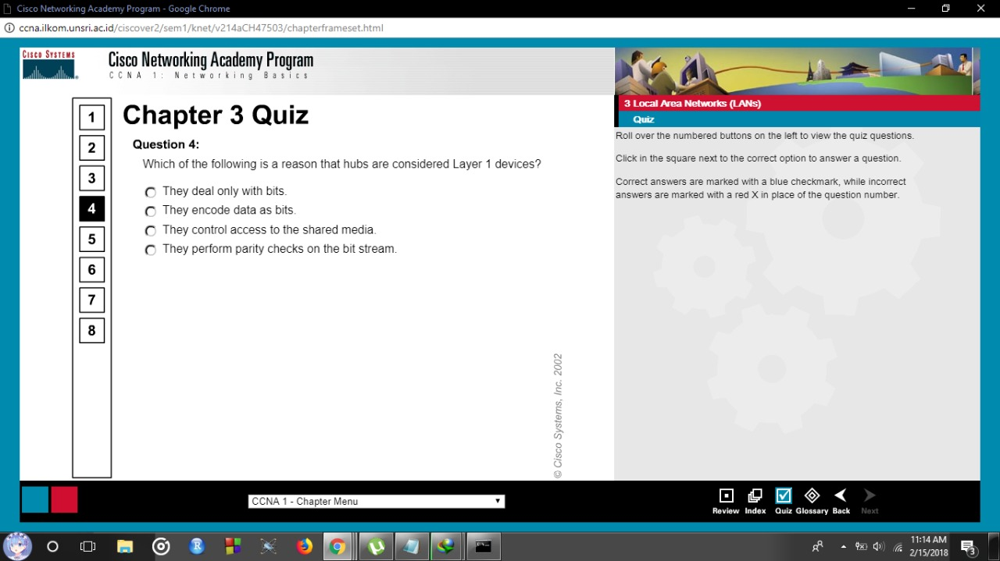 Cisco Networking Academy Program - Google Chrome
ccna.ilkom.unsri.ac.id/ciscover2/sem1/knet/v214aCH47503/chapterframeset.html
CISCO SYSTEMS
Cisco Networking Academy Program
CCNA 1: Networking Basics
3 Local Area Networks (LANs)
Quiz
1
2
3
4
5
6
7
8
Chapter 3 Quiz
Question 4:
Which of the following is a reason that hubs are considered Layer 1 devices?
They deal only with bits.
They encode data as bits.
They control access to the shared media.
They perform parity checks on the bit stream.
© Cisco Systems, Inc. 2002
Roll over the numbered buttons on the left to view the quiz questions.
Click in the square next to the correct option to answer a question.
Correct answers are marked with a blue checkmark, while incorrect
answers are marked with a red X in place of the question number.
CCNA 1 - Chapter Menu
Review Index Quiz Glossary Back Next
11:14 AM
2/15/2018
3